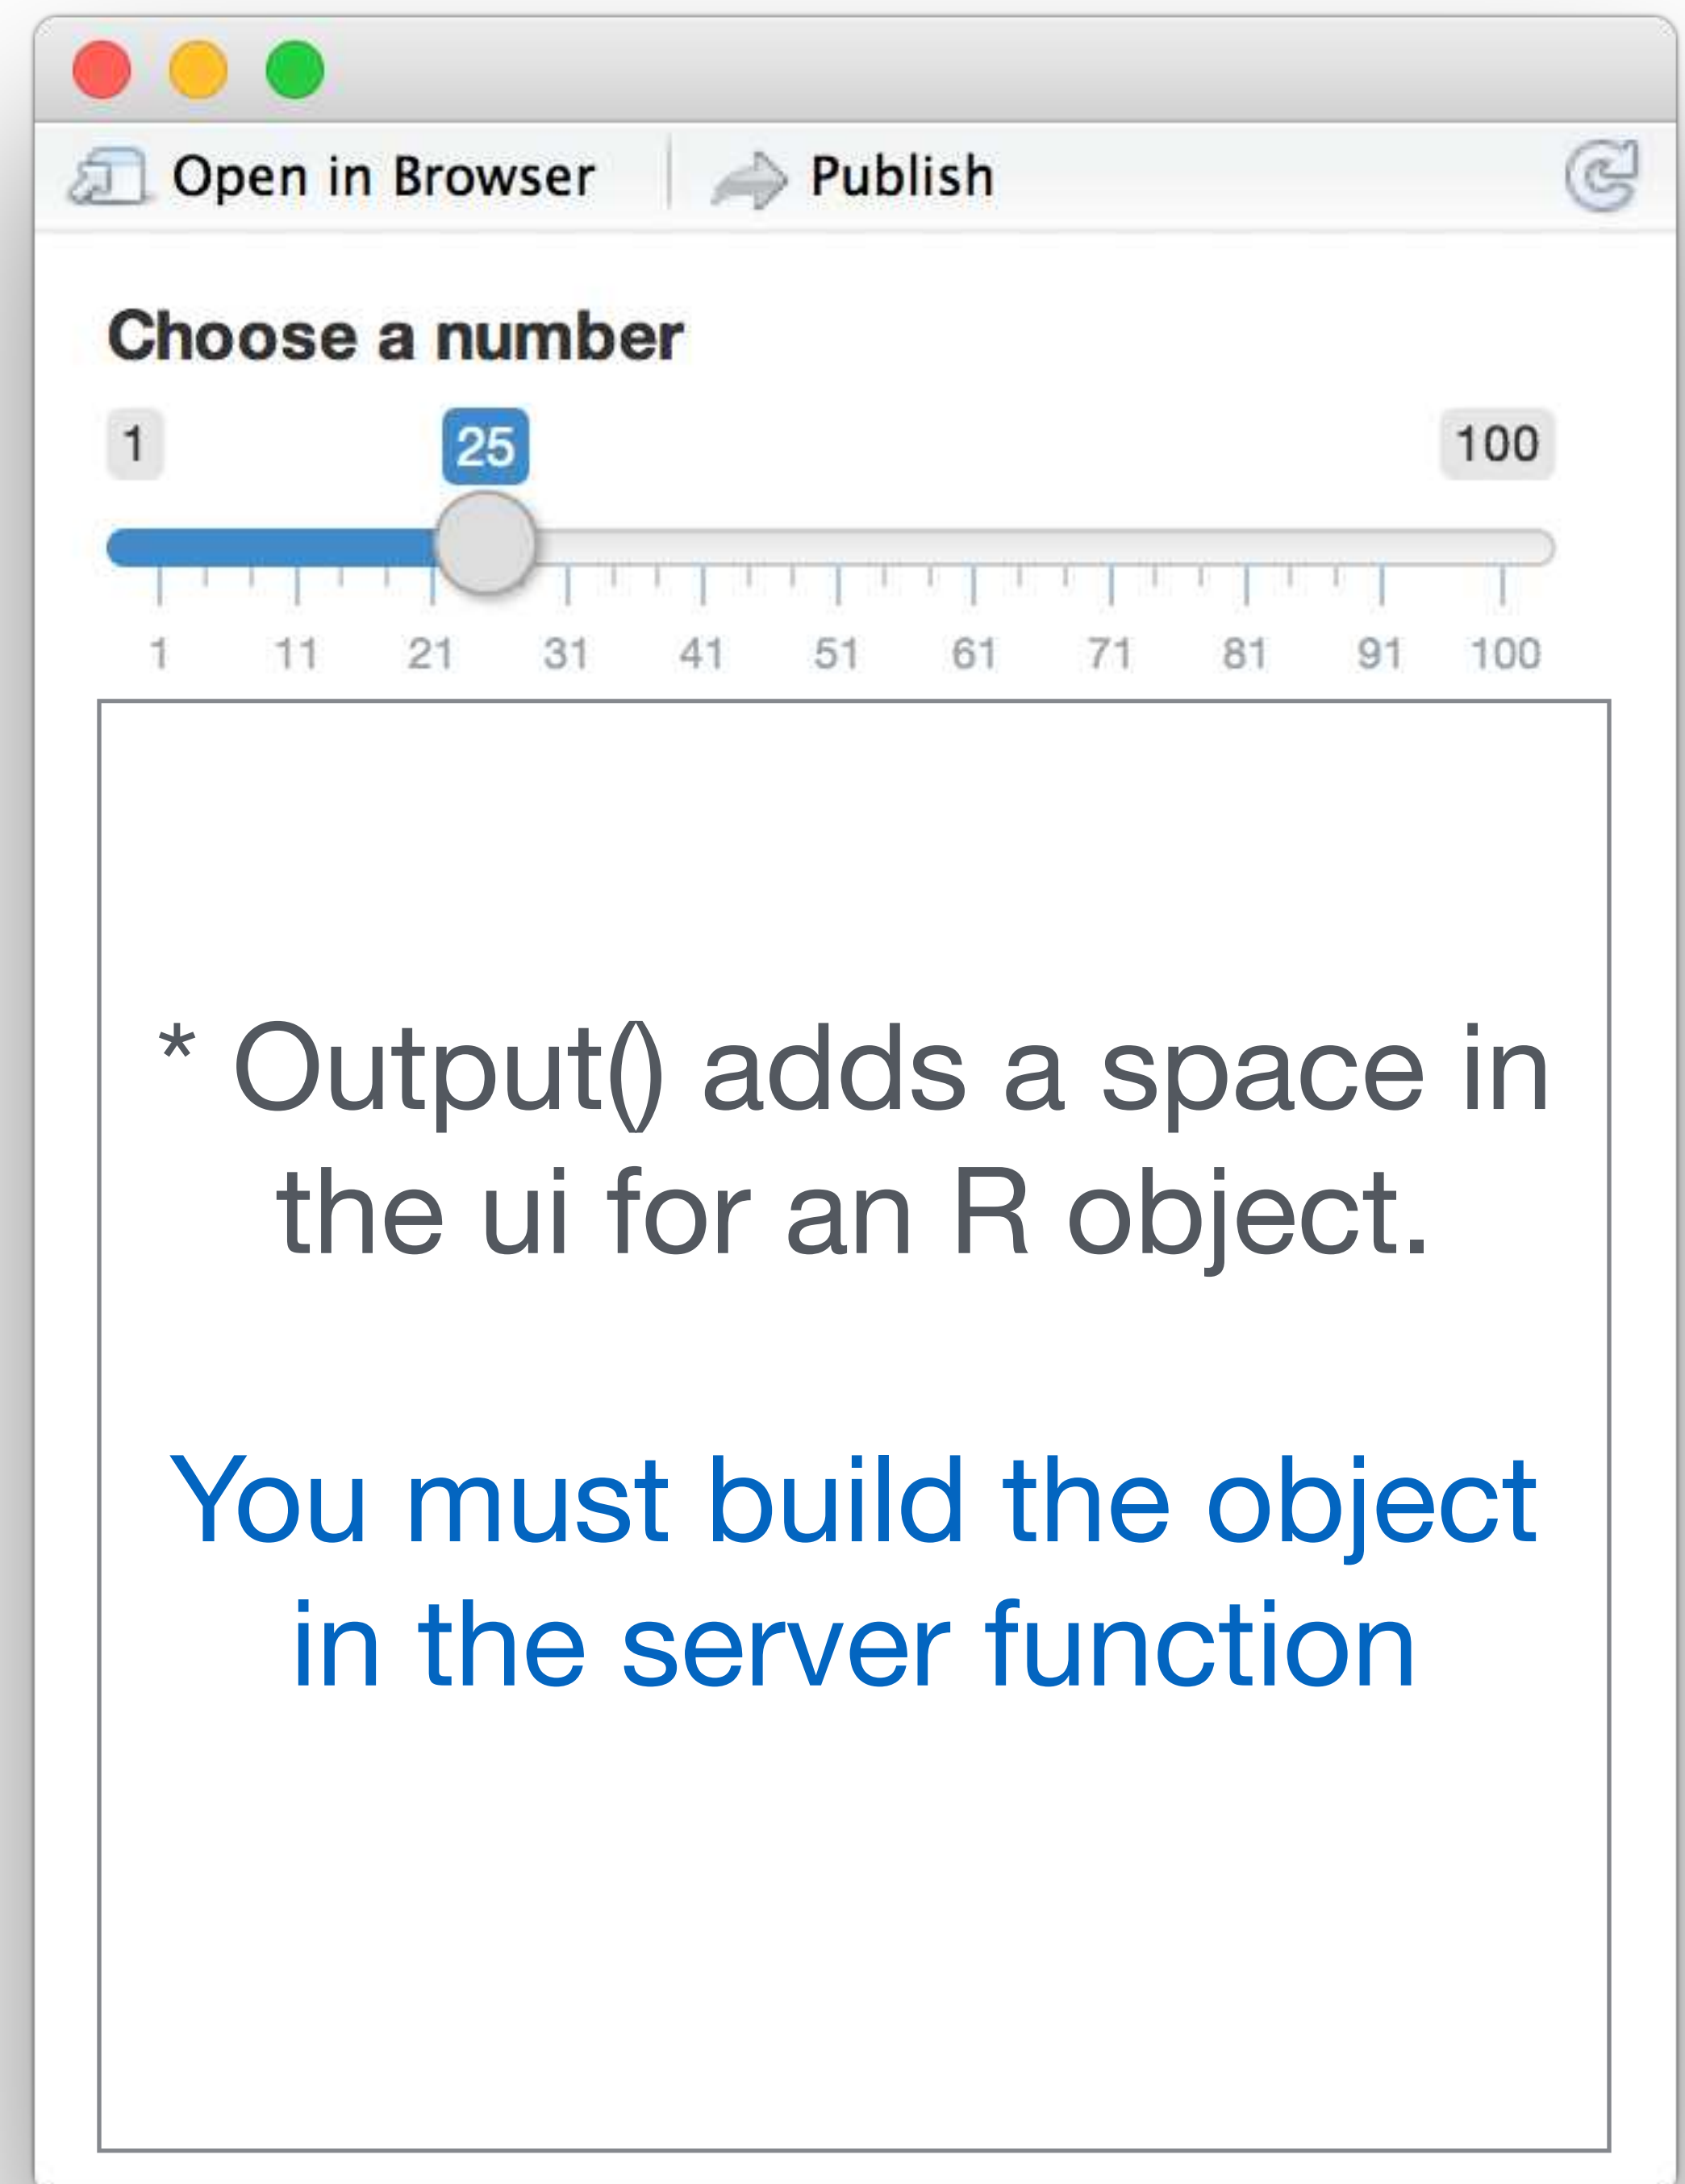 Open in Browser Publish
Choose a number
1 25 100
1 11 21 31 41 51 61 71 81 91 100
* Output() adds a space in
the ui for an R object.
You must build the object
in the server function